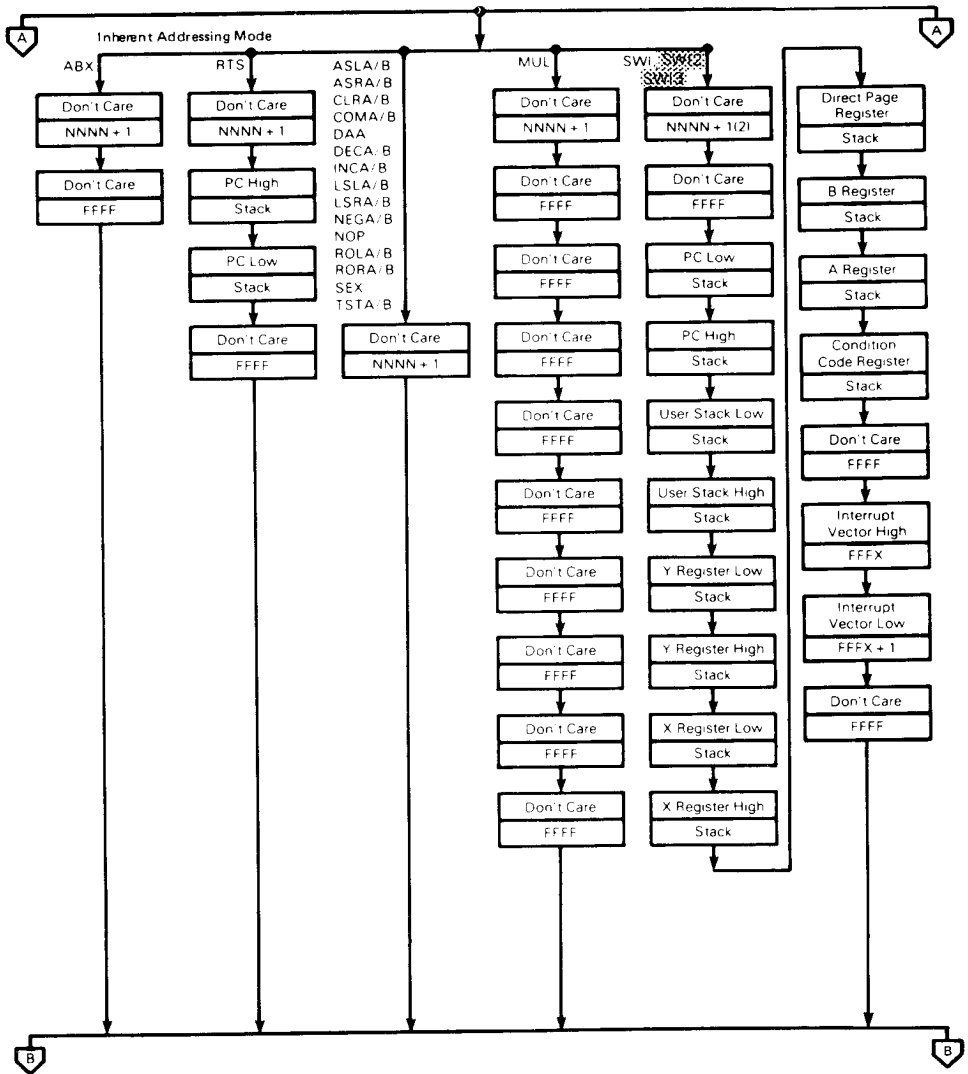 A
A
Inherent Addressing Mode
ABX
Don't Care
NNNN + 1
Don't Care
FFFF
RTS
Don't Care
NNNN + 1
PC High
Stack
PC Low
Stack
Don't Care
FFFF
ASLA/B
ASRA/B
CLRA/B
COMA/B
DAA
DECA/B
INCA/B
LSLA/B
LSRA/B
NEGA/B
NOP
ROLA/B
RORA/B
SEX
TSTA/B
Don't Care
NNNN + 1
MUL
Don't Care
NNNN + 1
Don't Care
FFFF
Don't Care
FFFF
Don't Care
FFFF
Don't Care
FFFF
Don't Care
FFFF
Don't Care
FFFF
Don't Care
FFFF
Don't Care
FFFF
Don't Care
FFFF
SWI, SWI2
SWI3
Don't Care
NNNN + 1(2)
Don't Care
FFFF
PC Low
Stack
PC High
Stack
User Stack Low
Stack
User Stack High
Stack
Y Register Low
Stack
Y Register High
Stack
X Register Low
Stack
X Register High
Stack
Direct Page
Register
Stack
B Register
Stack
A Register
Stack
Condition
Code Register
Stack
Don't Care
FFFF
Interrupt
Vector High
FFFX
Interrupt
Vector Low
FFFX + 1
Don't Care
FFFF
B
B